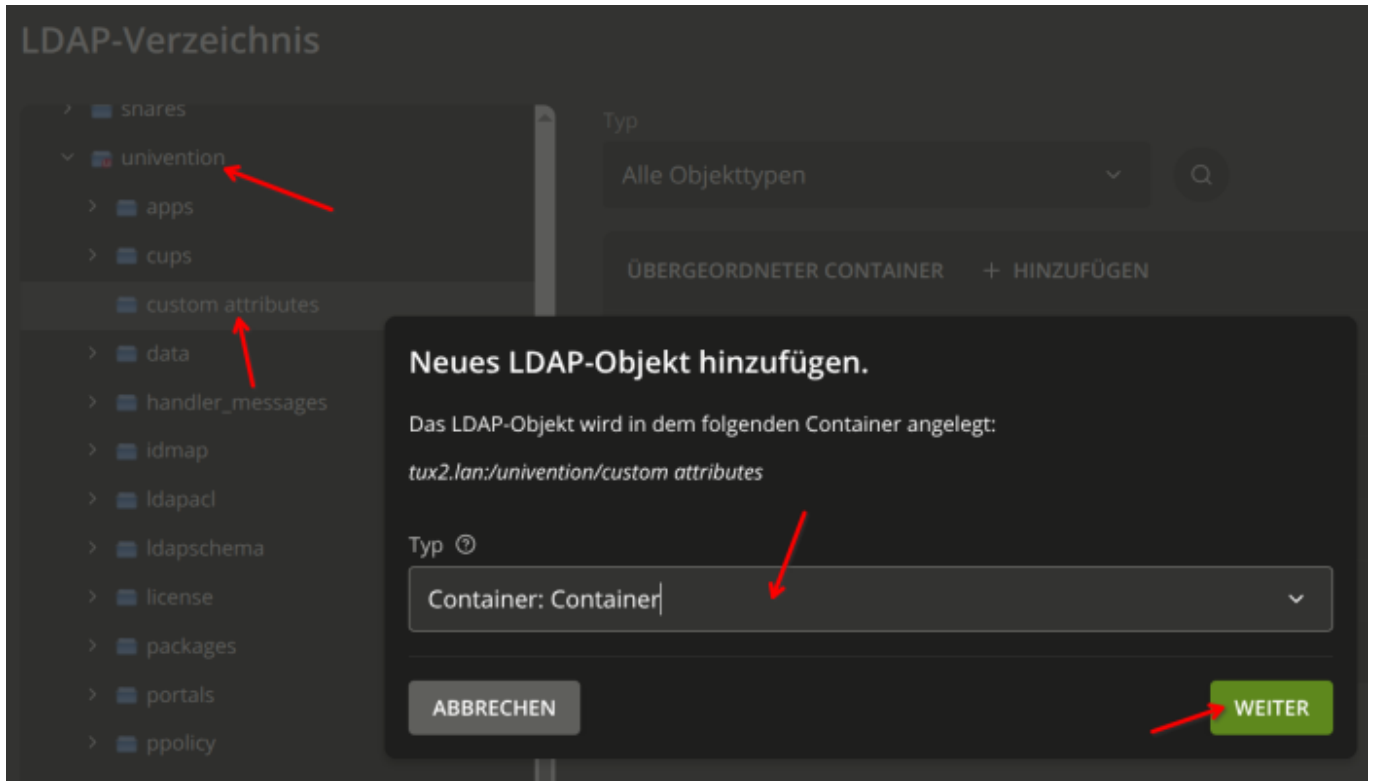 LDAP-Verzeichnis
shares
univention
apps
cups
custom attributes
data
handler_messages
idmap
ldapacl
ldapschema
license
packages
portals
ppolicy
Typ
Alle Objekttypen
ÜBERGEORDNETER CONTAINER + HINZUFÜGEN
Neues LDAP-Objekt hinzufügen.
Das LDAP-Objekt wird in dem folgenden Container angelegt:
tux2.lan:/univention/custom attributes
Typ
Container: Container
ABBRECHEN
WEITER